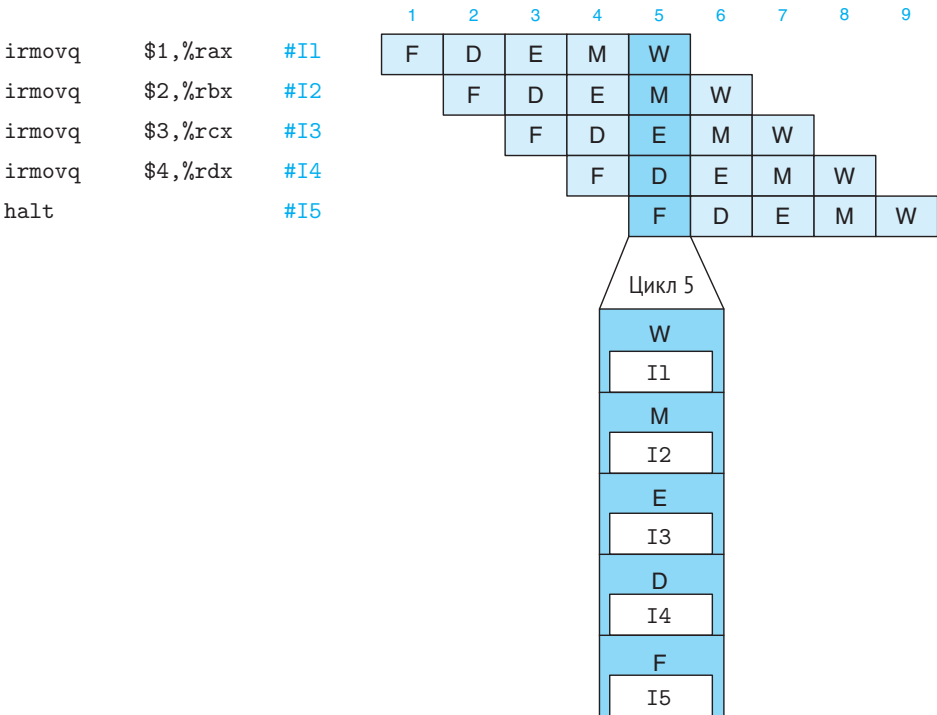 1 2 3 4 5 6 7 8 9
irmovq $1,%rax #I1 F D E M W
irmovq $2,%rbx #I2 F D E M W
irmovq $3,%rcx #I3 F D E M W
irmovq $4,%rdx #I4 F D E M W
halt #I5 F D E M W
Цикл 5
W
I1
M
I2
E
I3
D
I4
F
I5